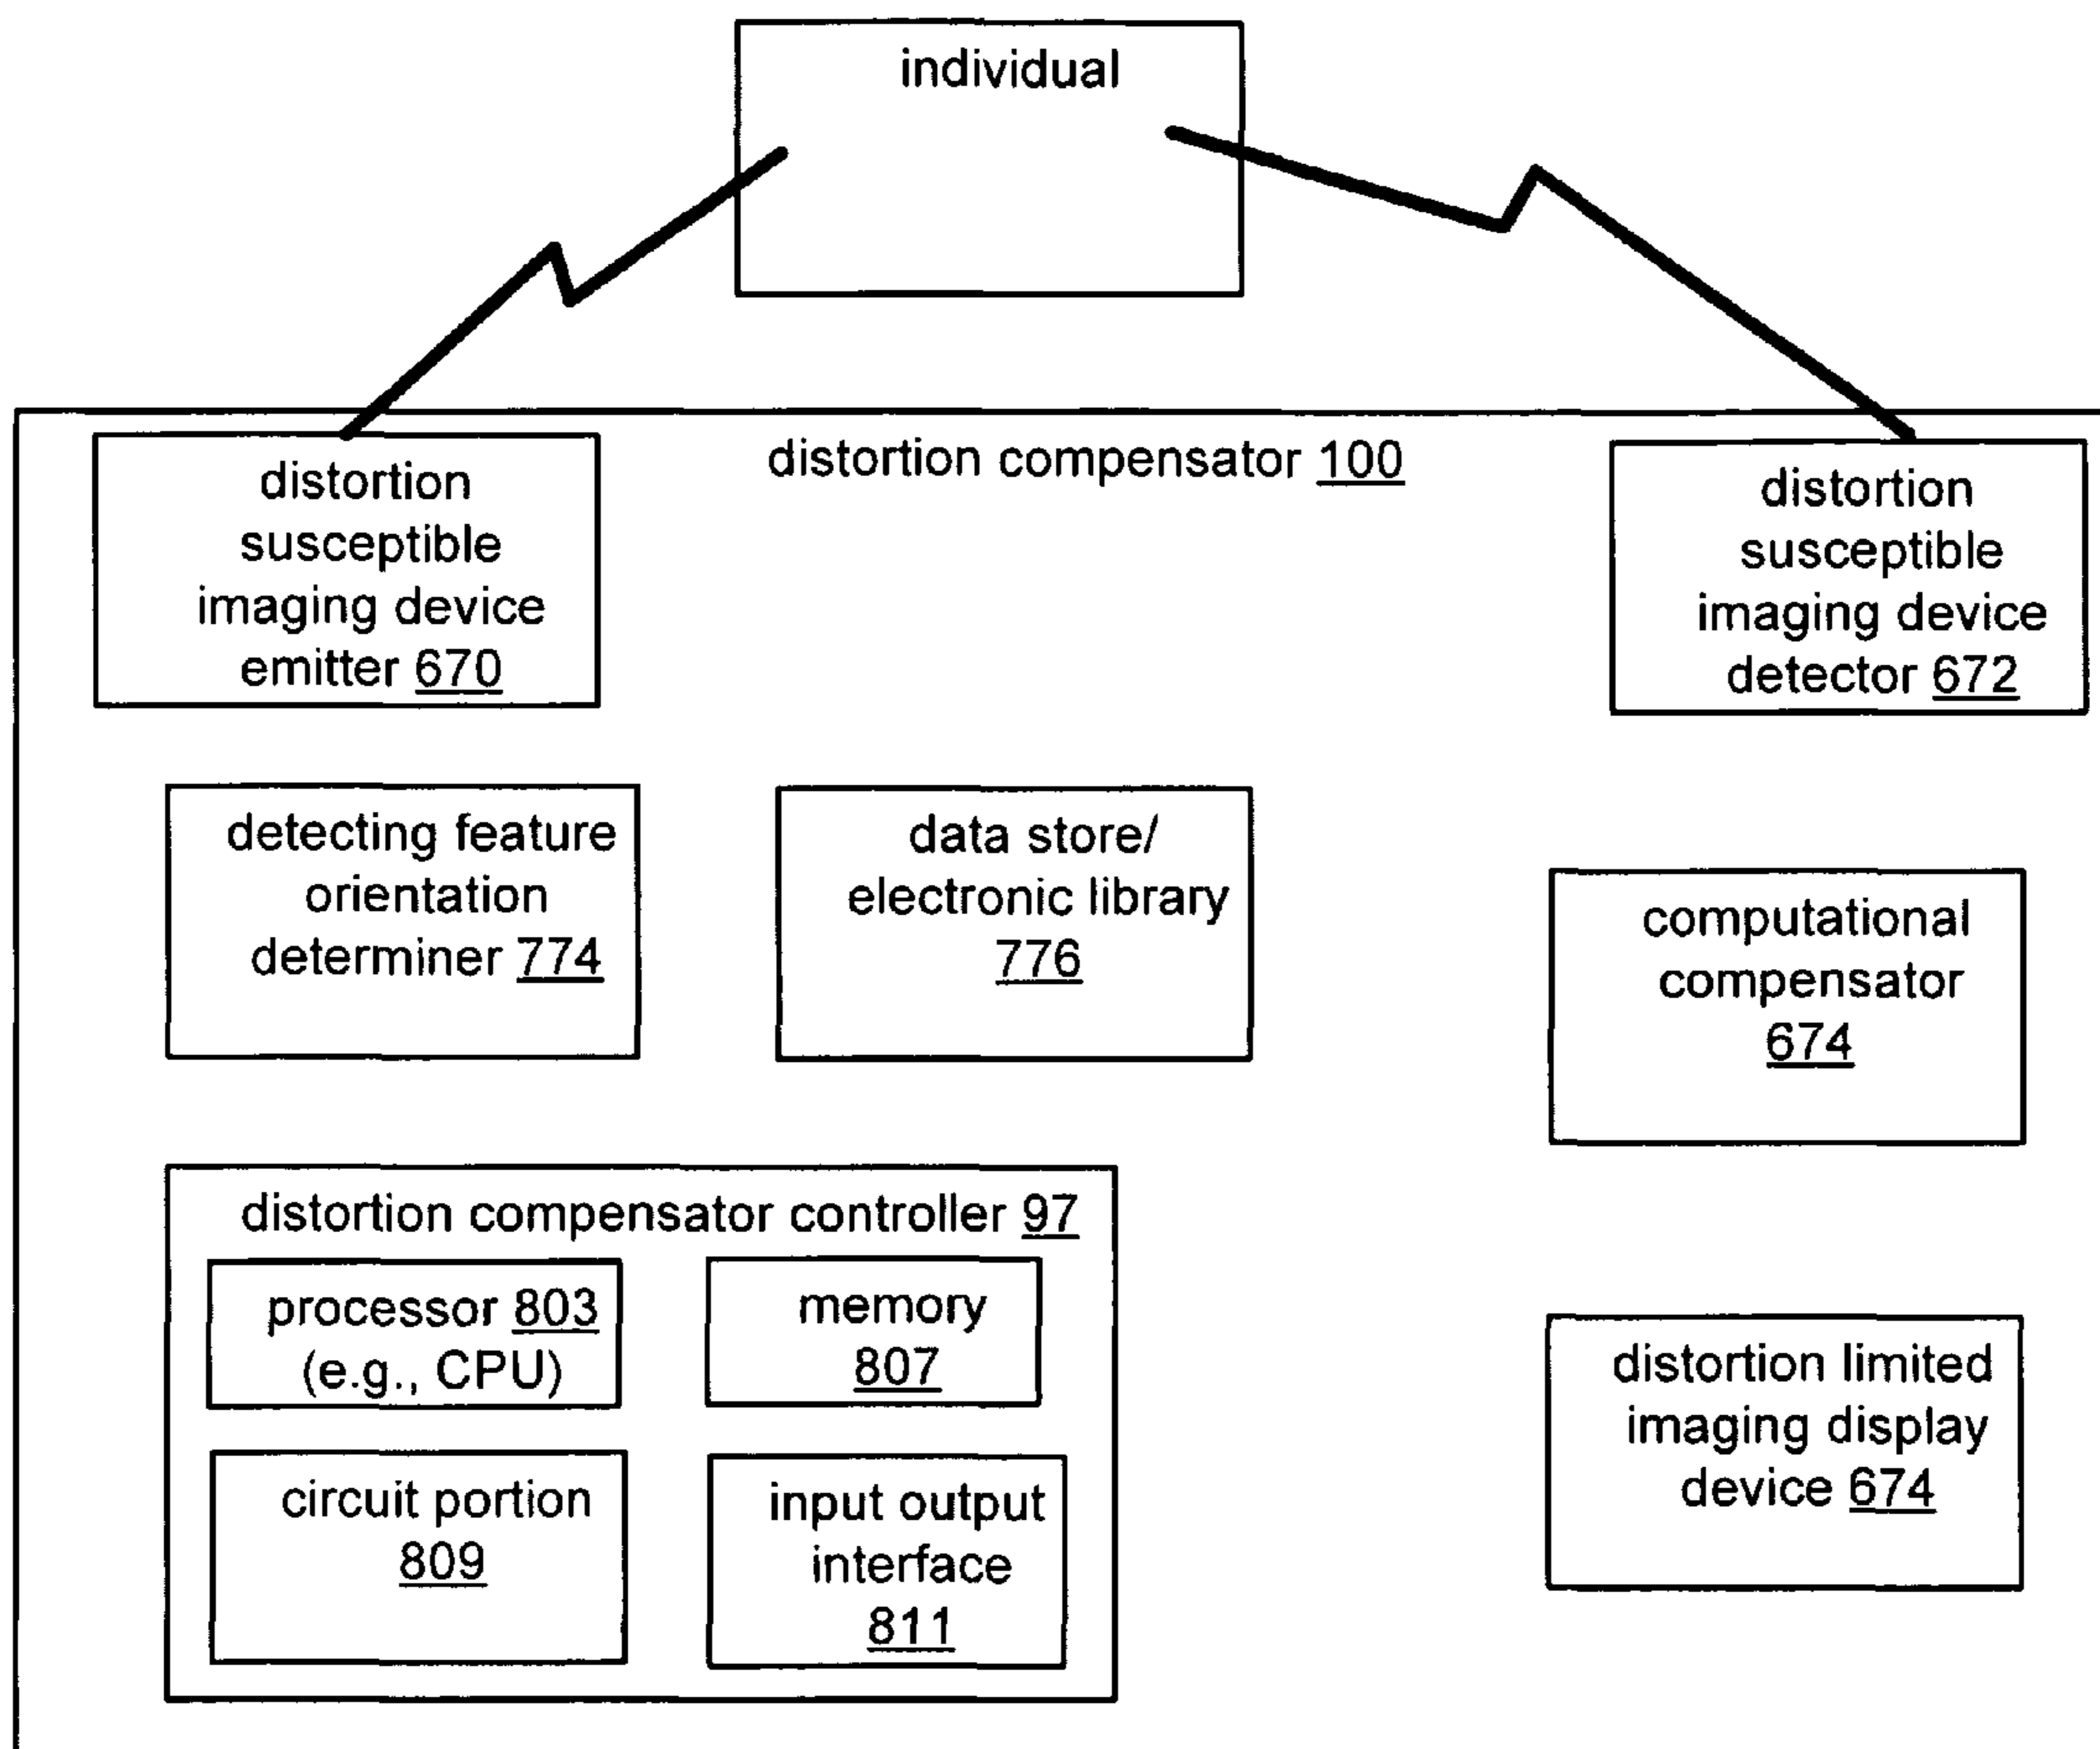 individual
distortion compensator 100
distortion
susceptible
imaging device
emitter 670
distortion
susceptible
imaging device
detector 672
detecting feature
orientation
determiner 774
data store/
electronic library
776
computational
compensator
674
distortion compensator controller 97
processor 803
(e.g., CPU)
memory
807
circuit portion
809
input output
interface
811
distortion limited
imaging display
device 674